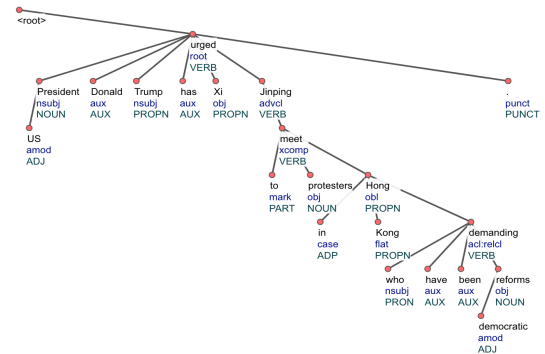 <root>
urged
root
VERB
President Donald Trump has Xi Jinping .
nsubj aux nsubj aux obj advcl punct
NOUN AUX PROPN AUX PROPN VERB PUNCT
US meet
amod xcomp
ADJ VERB
to protesters Hong
mark obj obl
PART NOUN PROPN
in Kong demanding
case flat acl:relcl
ADP PROPN VERB
who have been reforms
nsubj aux aux obj
PRON AUX AUX NOUN
democratic
amod
ADJ